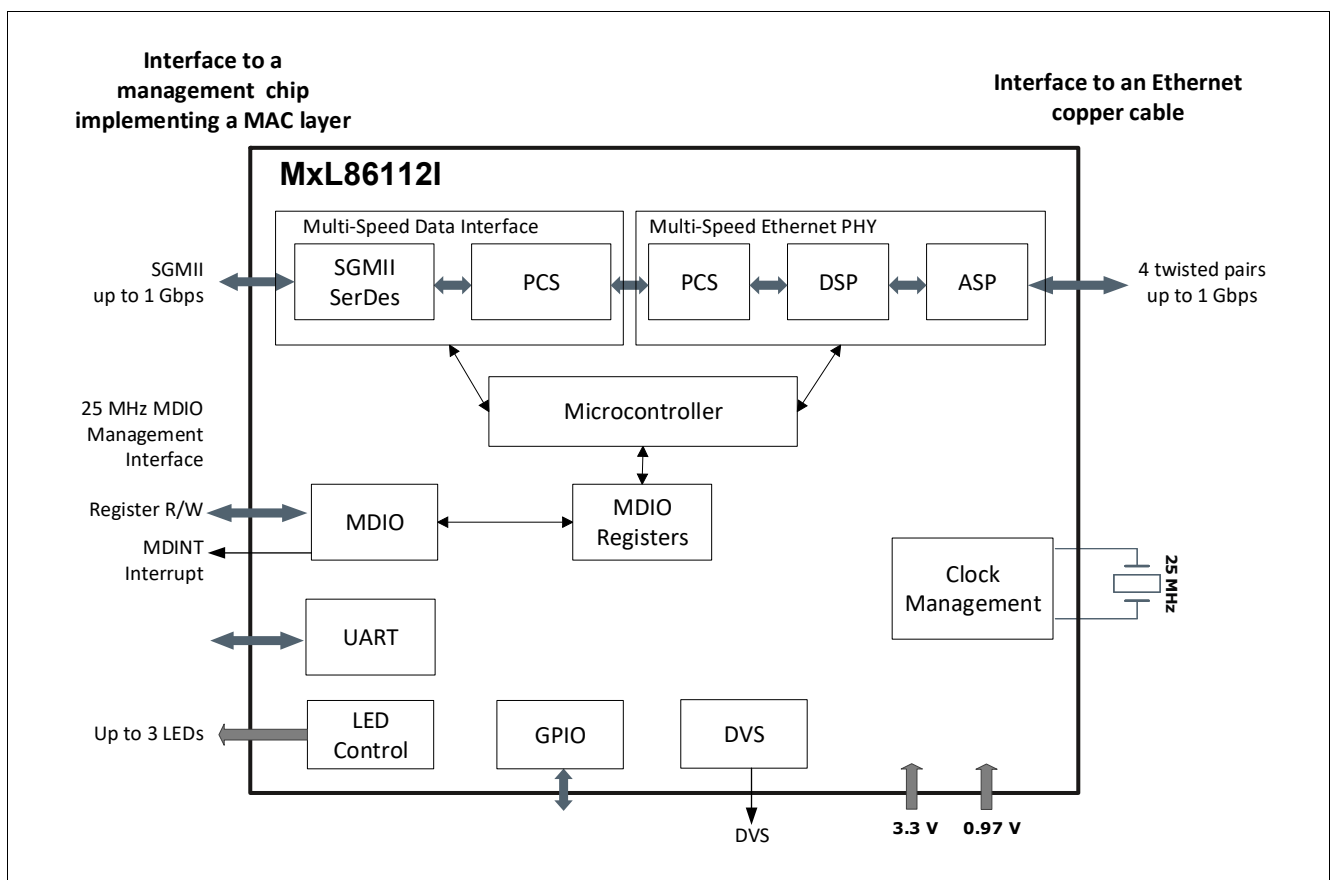 Interface to a
management chip
implementing a MAC layer
Interface to an Ethernet
copper cable
MxL86112I
Multi-Speed Data Interface
Multi-Speed Ethernet PHY
SGMII
up to 1 Gbps
SGMII
SerDes
PCS
PCS
DSP
ASP
4 twisted pairs
up to 1 Gbps
Microcontroller
25 MHz MDIO
Management
Interface
Register R/W
MDINT
Interrupt
MDIO
MDIO
Registers
Clock
Management
25 MHz
UART
Up to 3 LEDs
LED
Control
GPIO
DVS
DVS
3.3 V
0.97 V